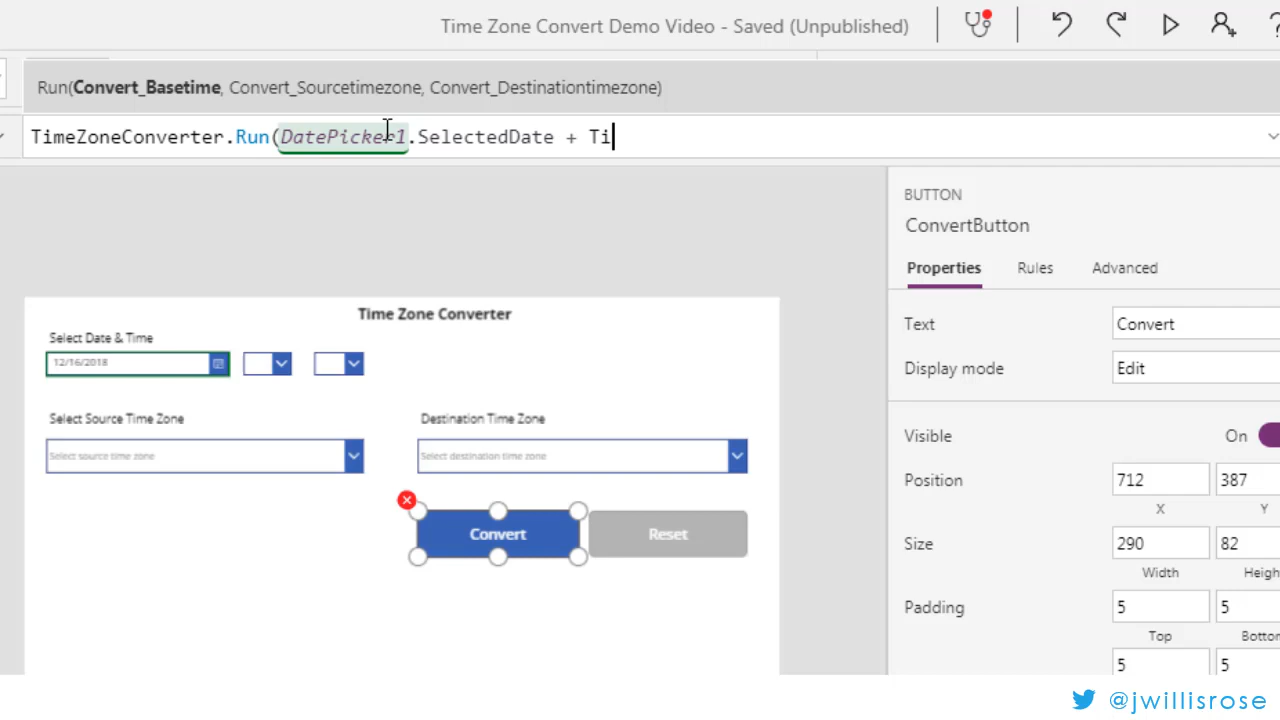 Time Zone Convert Demo Video - Saved (Unpublished)
?
Run(Convert_Basetime, Convert_Sourcetimezone, Convert_Destinationtimezone)
TimeZoneConverter.Run(DatePicker1.SelectedDate + Ti
BUTTON
ConvertButton
Properties Rules Advanced
Text Convert
Display mode Edit
Visible On
Position 712 387
X Y
Size 290 82
Width Heigh
Padding 5 5
Top Bottor
5 5
Time Zone Converter
Select Date & Time
12/16/2018
Select Source Time Zone Destination Time Zone
Select source time zone Select destination time zone
Convert Reset
@jwillisrose